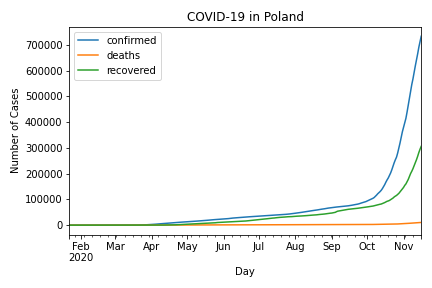 COVID-19 in Poland
confirmed
deaths
recovered
Number of Cases
700000
600000
500000
400000
300000
200000
100000
0
Feb Mar Apr May Jun Jul Aug Sep Oct Nov
2020
Day